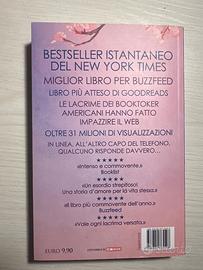 BESTSELLER ISTANTANEO
DEL NEW YORK TIMES
MIGLIOR LIBRO PER BUZZFEED
LIBRO PIÙ ATTESO DI GOODREADS
LE LACRIME DEI BOOKTOKER
AMERICANI HANNO FATTO
IMPAZZIRE IL WEB
OLTRE 31 MILIONI DI VISUALIZZAZIONI
IN LINEA, ALL'ALTRO CAPO DEL TELEFONO,
QUALCUNO RISPONDE DAVVERO...
★★★★★
«Intenso e commovente.»
Booklist
★★★★★
«Un esordio strepitoso!
Una storia d'amore per la vita stessa»
★★★★★
«Il libro più commovente dell'anno.»
Buzzfeed
★★★★★
«Vale ogni lacrima versata.»
EURO 9,90
subito